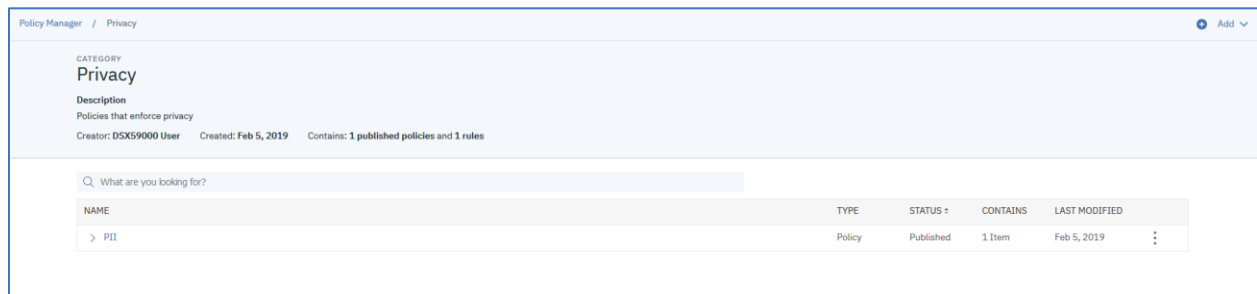 Policy Manager / Privacy Add
CATEGORY
Privacy
Description
Policies that enforce privacy
Creator: DSX59000 User Created: Feb 5, 2019 Contains: 1 published policies and 1 rules
What are you looking for?
NAME TYPE STATUS CONTAINS LAST MODIFIED
PII Policy Published 1 Item Feb 5, 2019